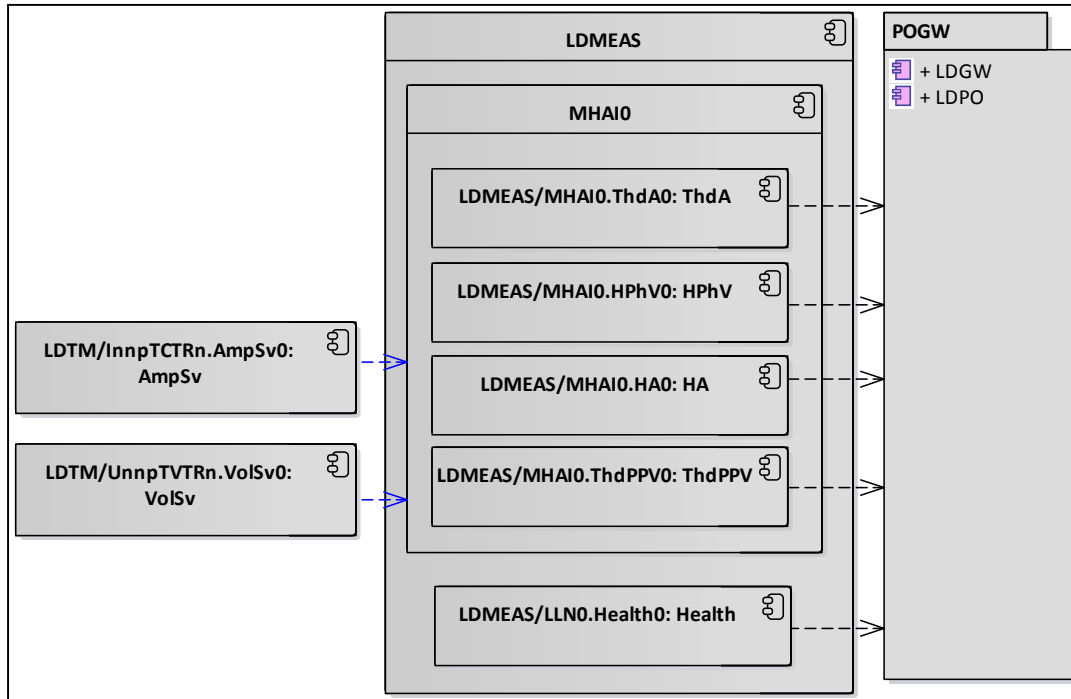 LDMEAS
POGW
+ LDGW
+ LDPO
MHAI0
LDMEAS/MHAI0.ThdA0: ThdA
LDMEAS/MHAI0.HPhV0: HPhV
LDTM/InnpTCTRn.AmpSv0:
AmpSv
LDMEAS/MHAI0.HA0: HA
LDTM/UnnpTVTRn.VolSv0:
VolSv
LDMEAS/MHAI0.ThdPPV0: ThdPPV
LDMEAS/LLN0.Health0: Health